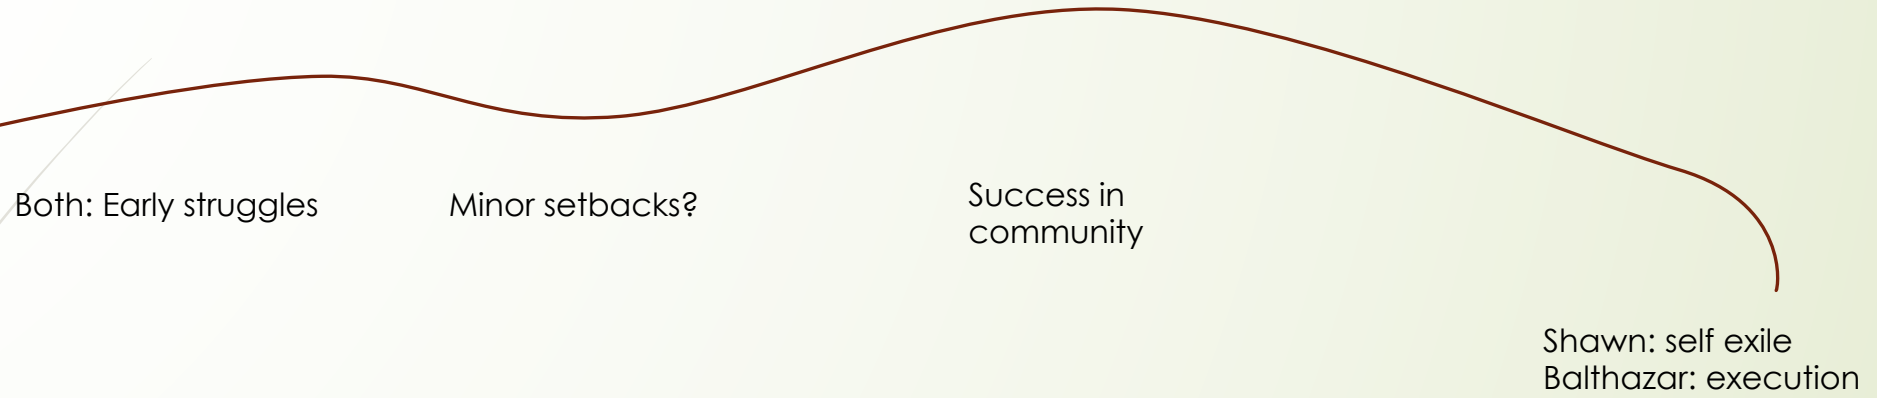 Both: Early struggles
Minor setbacks?
Success in
community
Shawn: self exile
Balthazar: execution